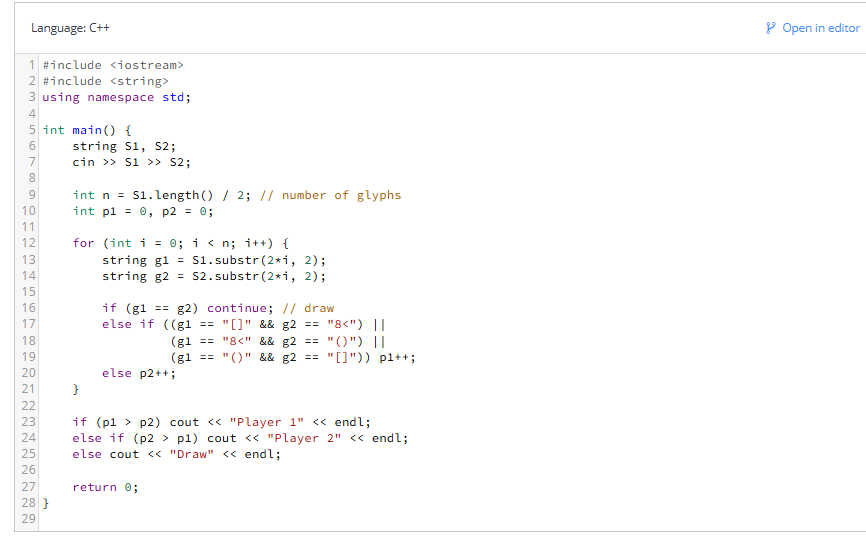 Language: C++
Open in editor
1 #include <iostream>
2 #include <string>
3 using namespace std;
4
5 int main() {
6     string S1, S2;
7     cin >> S1 >> S2;
8
9     int n = S1.length() / 2; // number of glyphs
10     int p1 = 0, p2 = 0;
11
12     for (int i = 0; i < n; i++) {
13         string g1 = S1.substr(2*i, 2);
14         string g2 = S2.substr(2*i, 2);
15
16         if (g1 == g2) continue; // draw
17         else if ((g1 == "[]" && g2 == "8<") ||
18                  (g1 == "8<" && g2 == "()") ||
19                  (g1 == "()" && g2 == "[]")) p1++;
20         else p2++;
21     }
22
23     if (p1 > p2) cout << "Player 1" << endl;
24     else if (p2 > p1) cout << "Player 2" << endl;
25     else cout << "Draw" << endl;
26
27     return 0;
28 }
29